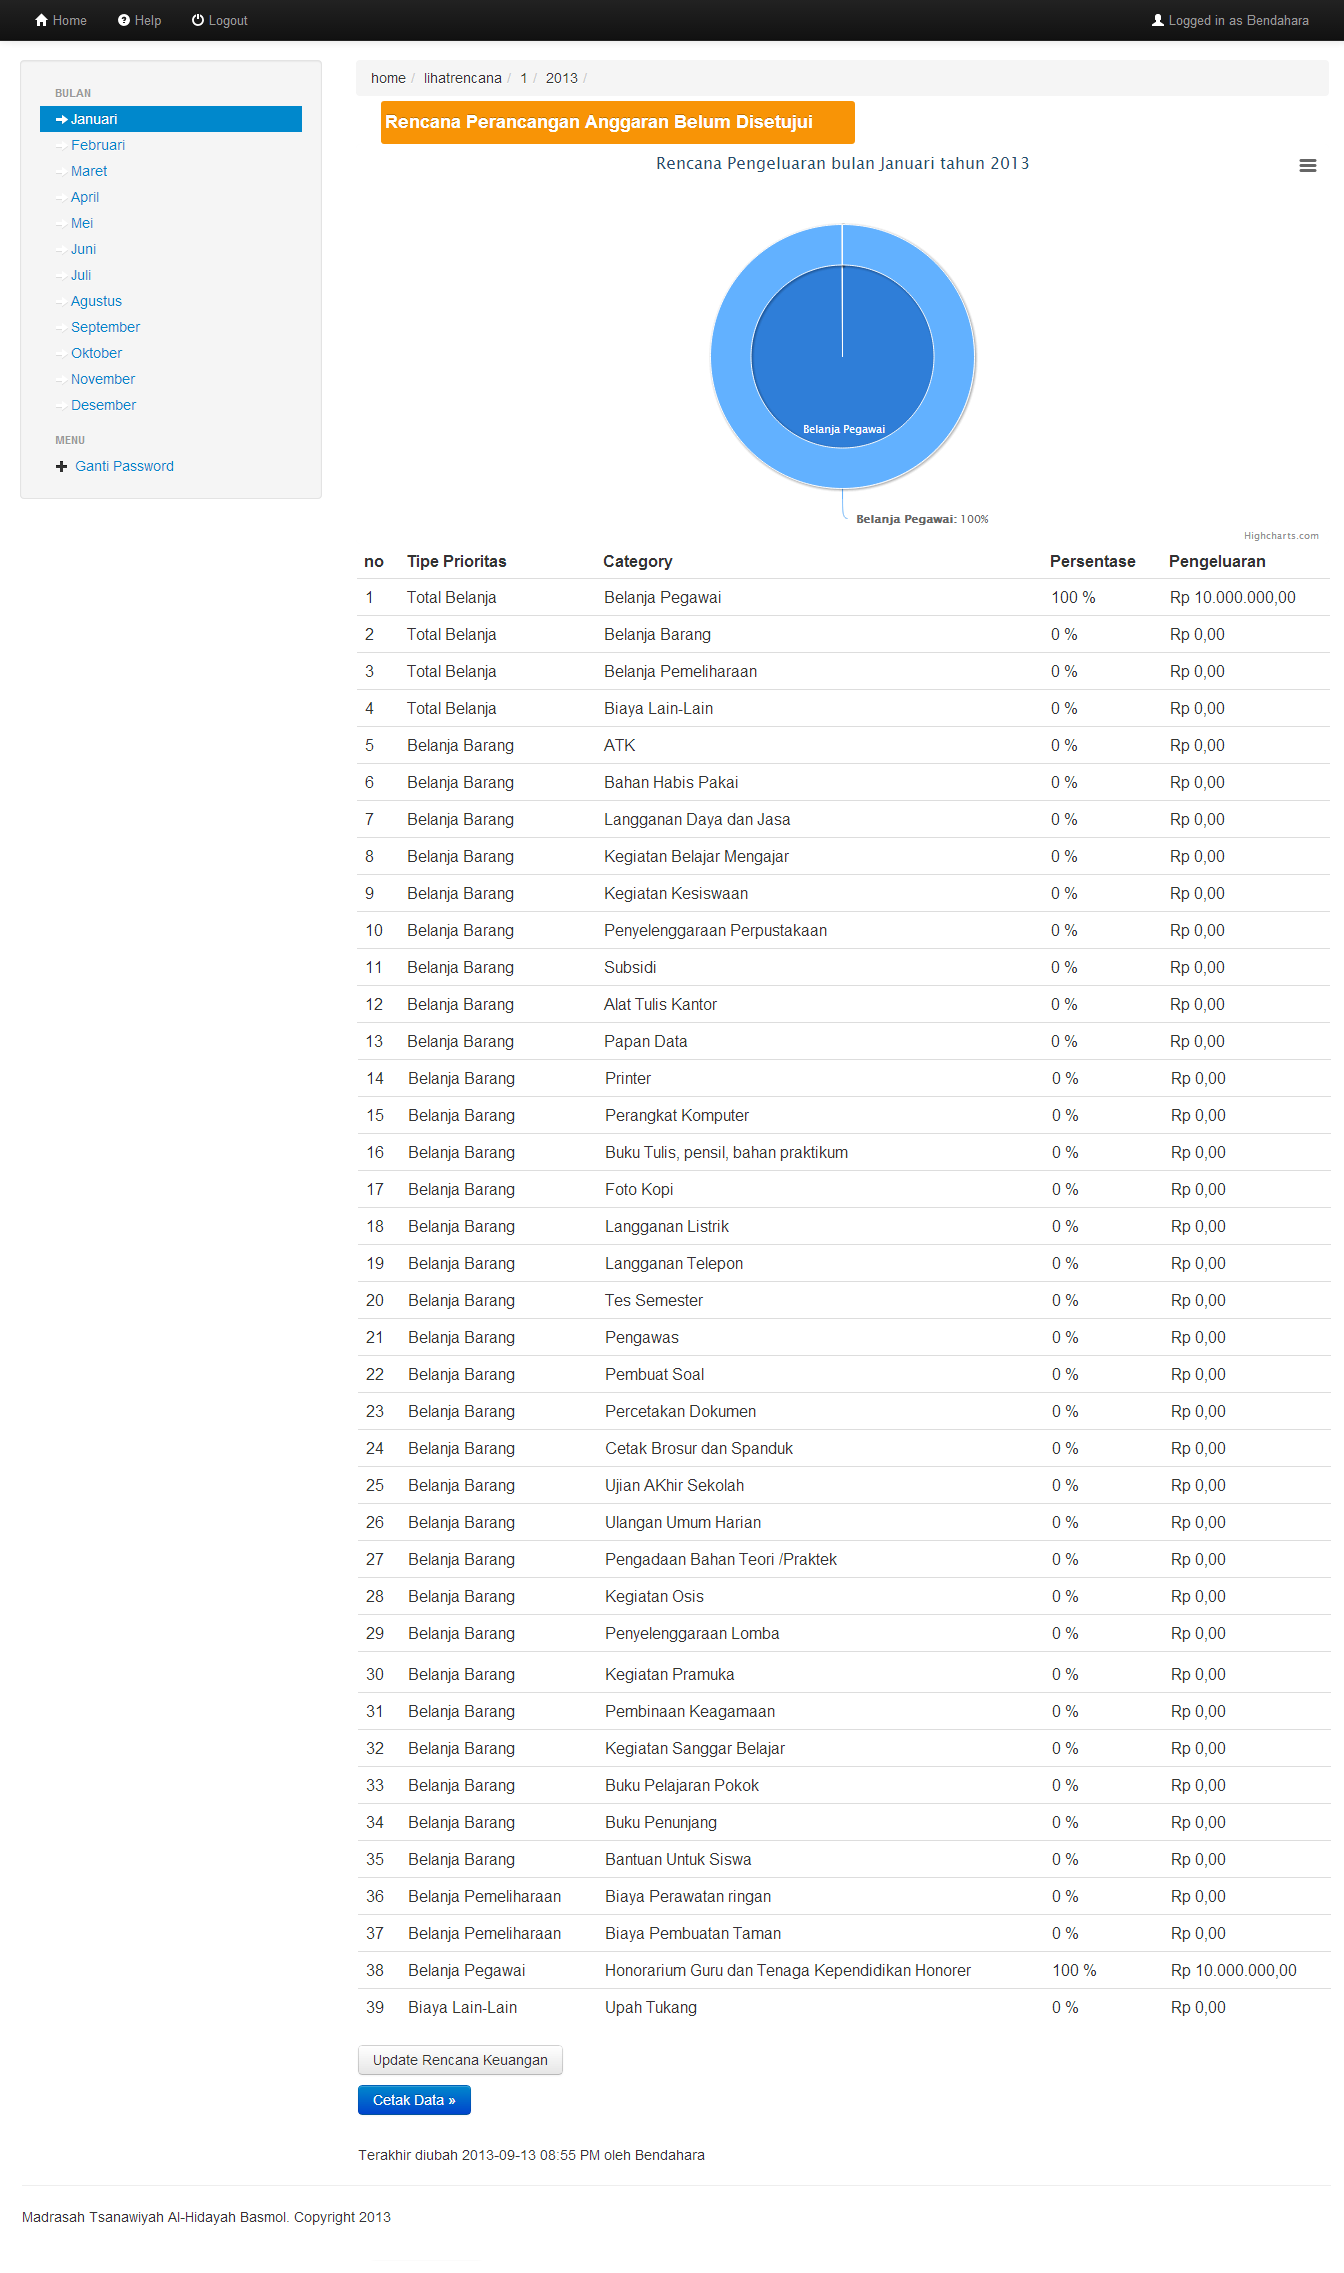 Home Help Logout Logged in as Bendahara
BULAN
Januari
Februari
Maret
April
Mei
Juni
Juli
Agustus
September
Oktober
November
Desember
MENU
Ganti Password
home / lihatrencana / 1 / 2013 /
Rencana Perancangan Anggaran Belum Disetujui
Rencana Pengeluaran bulan Januari tahun 2013
Belanja Pegawai
Belanja Pegawai: 100%
Highcharts.com
no Tipe Prioritas Category Persentase Pengeluaran
1 Total Belanja Belanja Pegawai 100 % Rp 10.000.000,00
2 Total Belanja Belanja Barang 0 % Rp 0,00
3 Total Belanja Belanja Pemeliharaan 0 % Rp 0,00
4 Total Belanja Biaya Lain-Lain 0 % Rp 0,00
5 Belanja Barang ATK 0 % Rp 0,00
6 Belanja Barang Bahan Habis Pakai 0 % Rp 0,00
7 Belanja Barang Langganan Daya dan Jasa 0 % Rp 0,00
8 Belanja Barang Kegiatan Belajar Mengajar 0 % Rp 0,00
9 Belanja Barang Kegiatan Kesiswaan 0 % Rp 0,00
10 Belanja Barang Penyelenggaraan Perpustakaan 0 % Rp 0,00
11 Belanja Barang Subsidi 0 % Rp 0,00
12 Belanja Barang Alat Tulis Kantor 0 % Rp 0,00
13 Belanja Barang Papan Data 0 % Rp 0,00
14 Belanja Barang Printer 0 % Rp 0,00
15 Belanja Barang Perangkat Komputer 0 % Rp 0,00
16 Belanja Barang Buku Tulis, pensil, bahan praktikum 0 % Rp 0,00
17 Belanja Barang Foto Kopi 0 % Rp 0,00
18 Belanja Barang Langganan Listrik 0 % Rp 0,00
19 Belanja Barang Langganan Telepon 0 % Rp 0,00
20 Belanja Barang Tes Semester 0 % Rp 0,00
21 Belanja Barang Pengawas 0 % Rp 0,00
22 Belanja Barang Pembuat Soal 0 % Rp 0,00
23 Belanja Barang Percetakan Dokumen 0 % Rp 0,00
24 Belanja Barang Cetak Brosur dan Spanduk 0 % Rp 0,00
25 Belanja Barang Ujian AKhir Sekolah 0 % Rp 0,00
26 Belanja Barang Ulangan Umum Harian 0 % Rp 0,00
27 Belanja Barang Pengadaan Bahan Teori /Praktek 0 % Rp 0,00
28 Belanja Barang Kegiatan Osis 0 % Rp 0,00
29 Belanja Barang Penyelenggaraan Lomba 0 % Rp 0,00
30 Belanja Barang Kegiatan Pramuka 0 % Rp 0,00
31 Belanja Barang Pembinaan Keagamaan 0 % Rp 0,00
32 Belanja Barang Kegiatan Sanggar Belajar 0 % Rp 0,00
33 Belanja Barang Buku Pelajaran Pokok 0 % Rp 0,00
34 Belanja Barang Buku Penunjang 0 % Rp 0,00
35 Belanja Barang Bantuan Untuk Siswa 0 % Rp 0,00
36 Belanja Pemeliharaan Biaya Perawatan ringan 0 % Rp 0,00
37 Belanja Pemeliharaan Biaya Pembuatan Taman 0 % Rp 0,00
38 Belanja Pegawai Honorarium Guru dan Tenaga Kependidikan Honorer 100 % Rp 10.000.000,00
39 Biaya Lain-Lain Upah Tukang 0 % Rp 0,00
Update Rencana Keuangan
Cetak Data »
Terakhir diubah 2013-09-13 08:55 PM oleh Bendahara
Madrasah Tsanawiyah Al-Hidayah Basmol. Copyright 2013